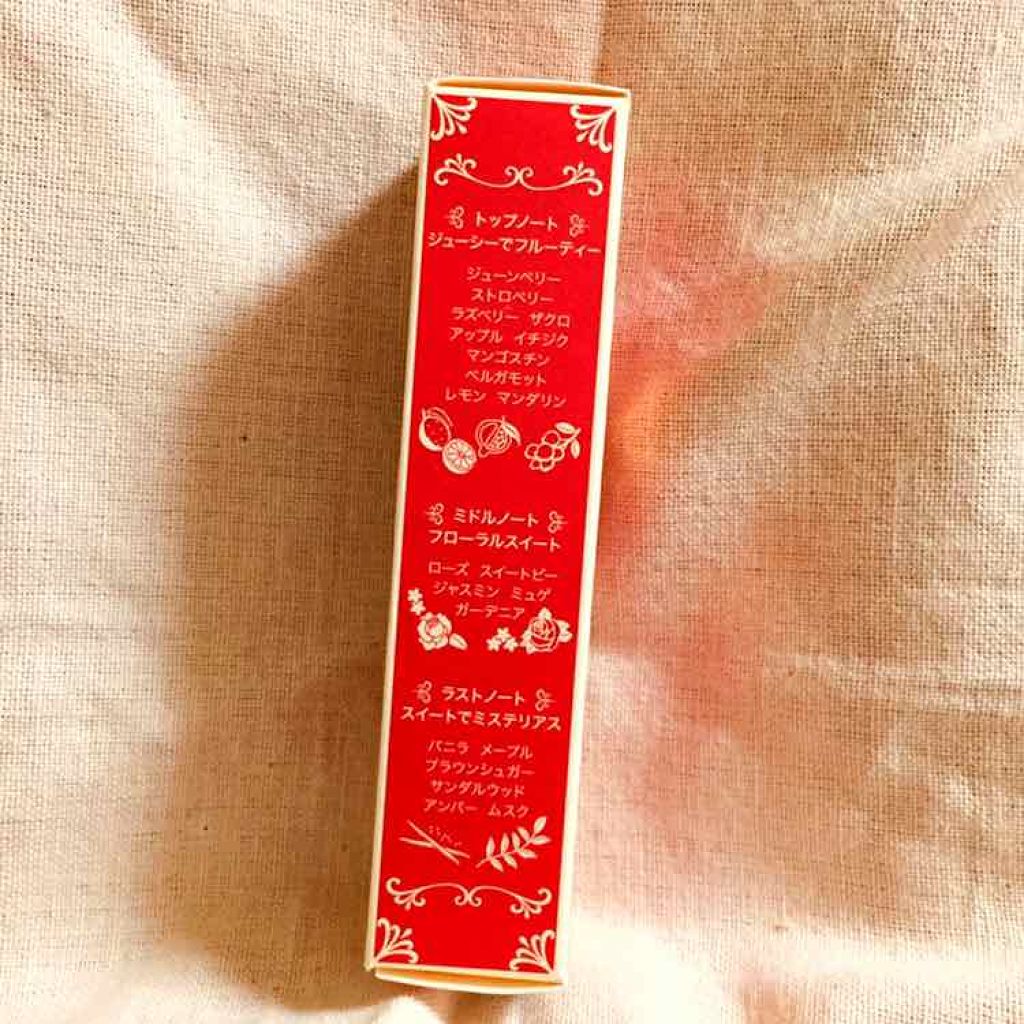 トップノート
ジューシーでフルーティー
ジューンベリー
ストロベリー
ラズベリー ザクロ
アップル イチジク
マンゴスチン
ベルガモット
レモン マンダリン
ミドルノート
フローラルスイート
ローズ スイートピー
ジャスミン ミュゲ
ガーデニア
ラストノート
スイートでミステリアス
バニラ メープル
ブラウンシュガー
サンダルウッド
アンバー ムスク